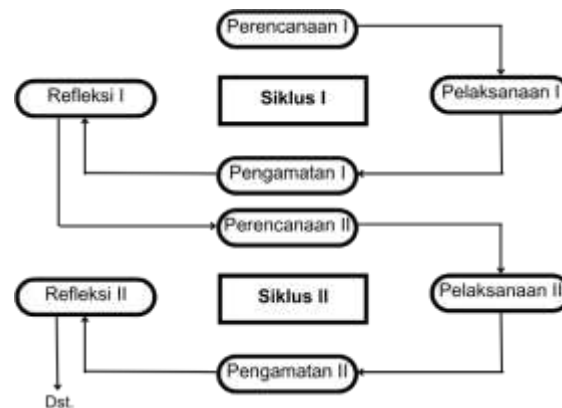 Perencanaan I
Refleksi I
Siklus I
Pelaksanaan I
Pengamatan I
Perencanaan II
Refleksi II
Siklus II
Pelaksanaan II
Pengamatan II
Dst.